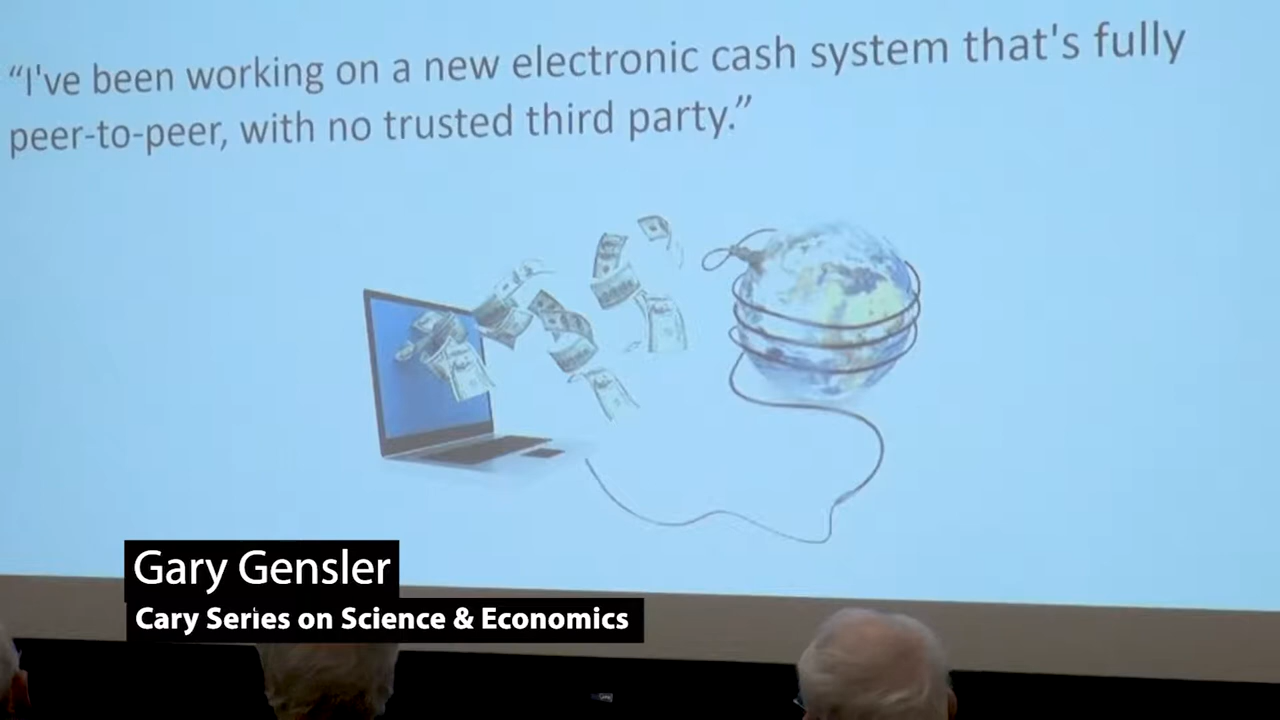 “I've been working on a new electronic cash system that's fully
peer-to-peer, with no trusted third party.”
Gary Gensler
Cary Series on Science & Economics